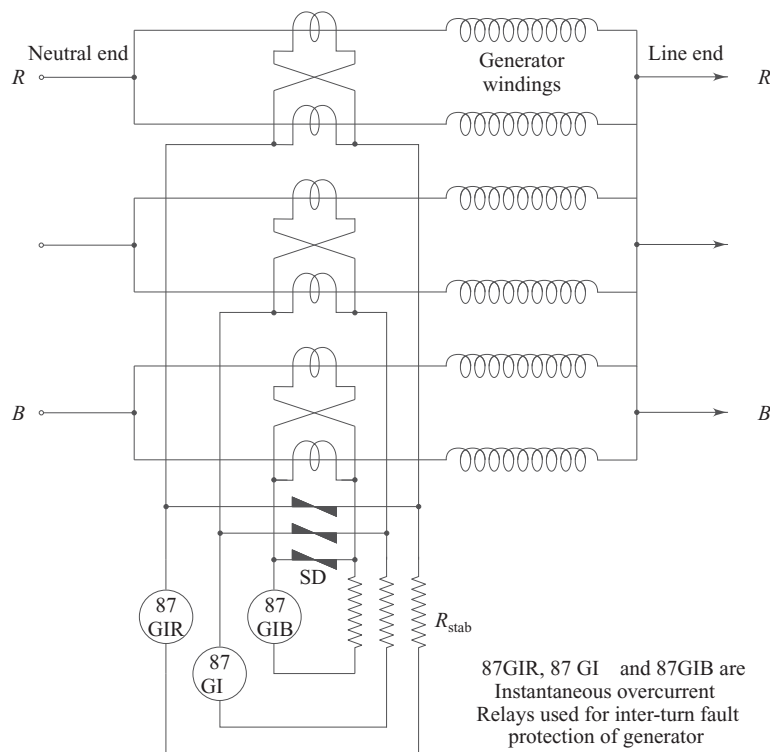 Neutral end
Generator
windings
Line end
R
R
B
B
SD
87
GIR
87
GIB
87
GI
Rstab
87GIR, 87 GI and 87GIB are
Instantaneous overcurrent
Relays used for inter-turn fault
protection of generator